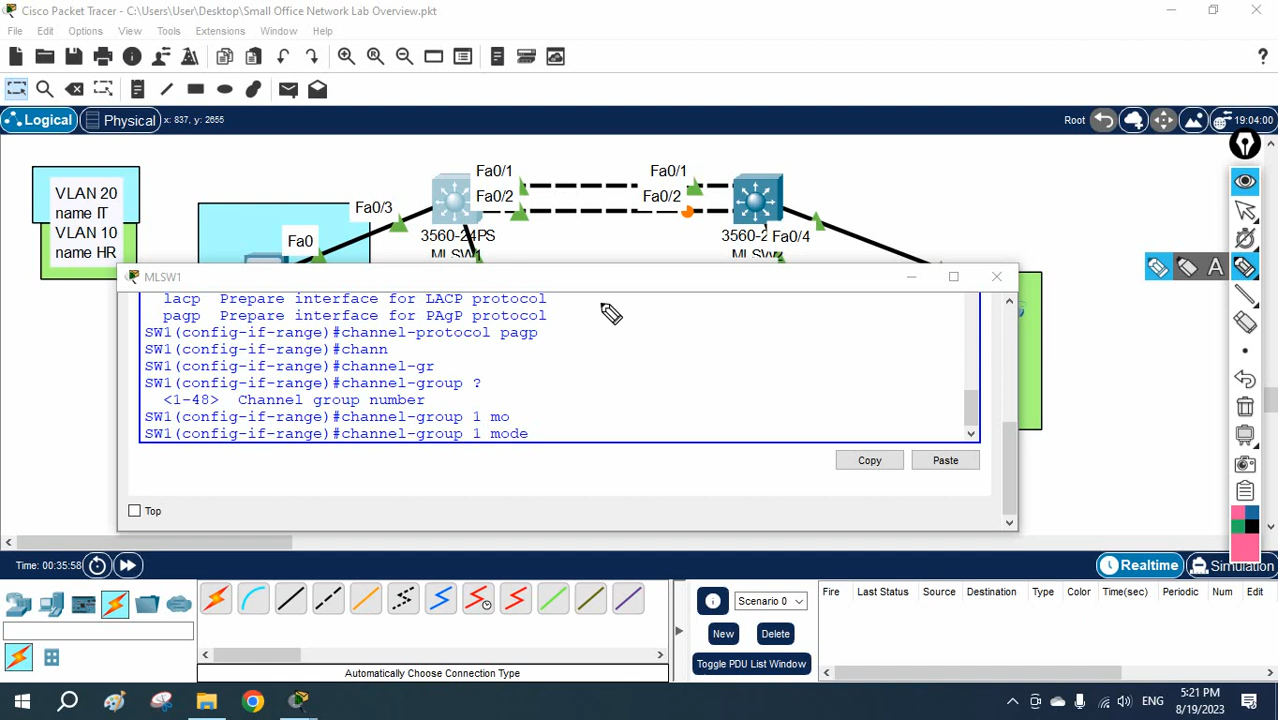 Cisco Packet Tracer - C:\Users\User\Desktop\Small Office Network Lab Overview.pkt
File Edit Options View Tools Extensions Window Help
Logical Physical x: 837, y: 2655 Root 19:04:00
VLAN 20
name IT
VLAN 10
name HR
Fa0/1 Fa0/1
Fa0/2 Fa0/2
Fa0/3
Fa0 3560-24PS 3560-2 Fa0/4
MLSW1 MLSW
MLSW1
lacp Prepare interface for LACP protocol
pagp Prepare interface for PAgP protocol
SW1(config-if-range)#channel-protocol pagp
SW1(config-if-range)#chann
SW1(config-if-range)#channel-gr
SW1(config-if-range)#channel-group ?
<1-48> Channel group number
SW1(config-if-range)#channel-group 1 mo
SW1(config-if-range)#channel-group 1 mode
Copy Paste
Top
Time: 00:35:58 Realtime Simulation
Scenario 0 Fire Last Status Source Destination Type Color Time(sec) Periodic Num Edit
New Delete
Toggle PDU List Window
Automatically Choose Connection Type
ENG 5:21 PM
8/19/2023